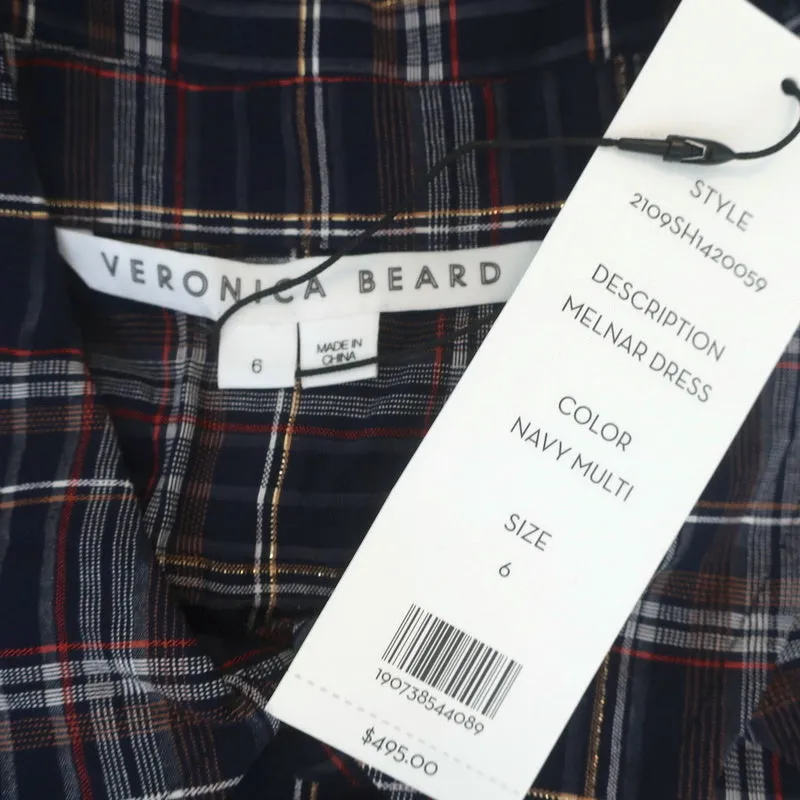 VERONICA BEARD
6
MADE IN
CHINA
STYLE
2109SH1420059
DESCRIPTION
MELNAR DRESS
COLOR
NAVY MULTI
SIZE
6
190738544089
$495.00